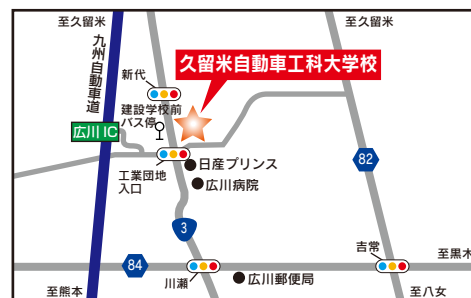 至久留米
至久留米
九州自動車道
新代
久留米自動車工科大学校
建設学校前
バス停
広川 IC
工業団地
入口
日産プリンス
広川病院
82
3
吉常
至黒木
84
川瀬
広川郵便局
至熊本
至八女